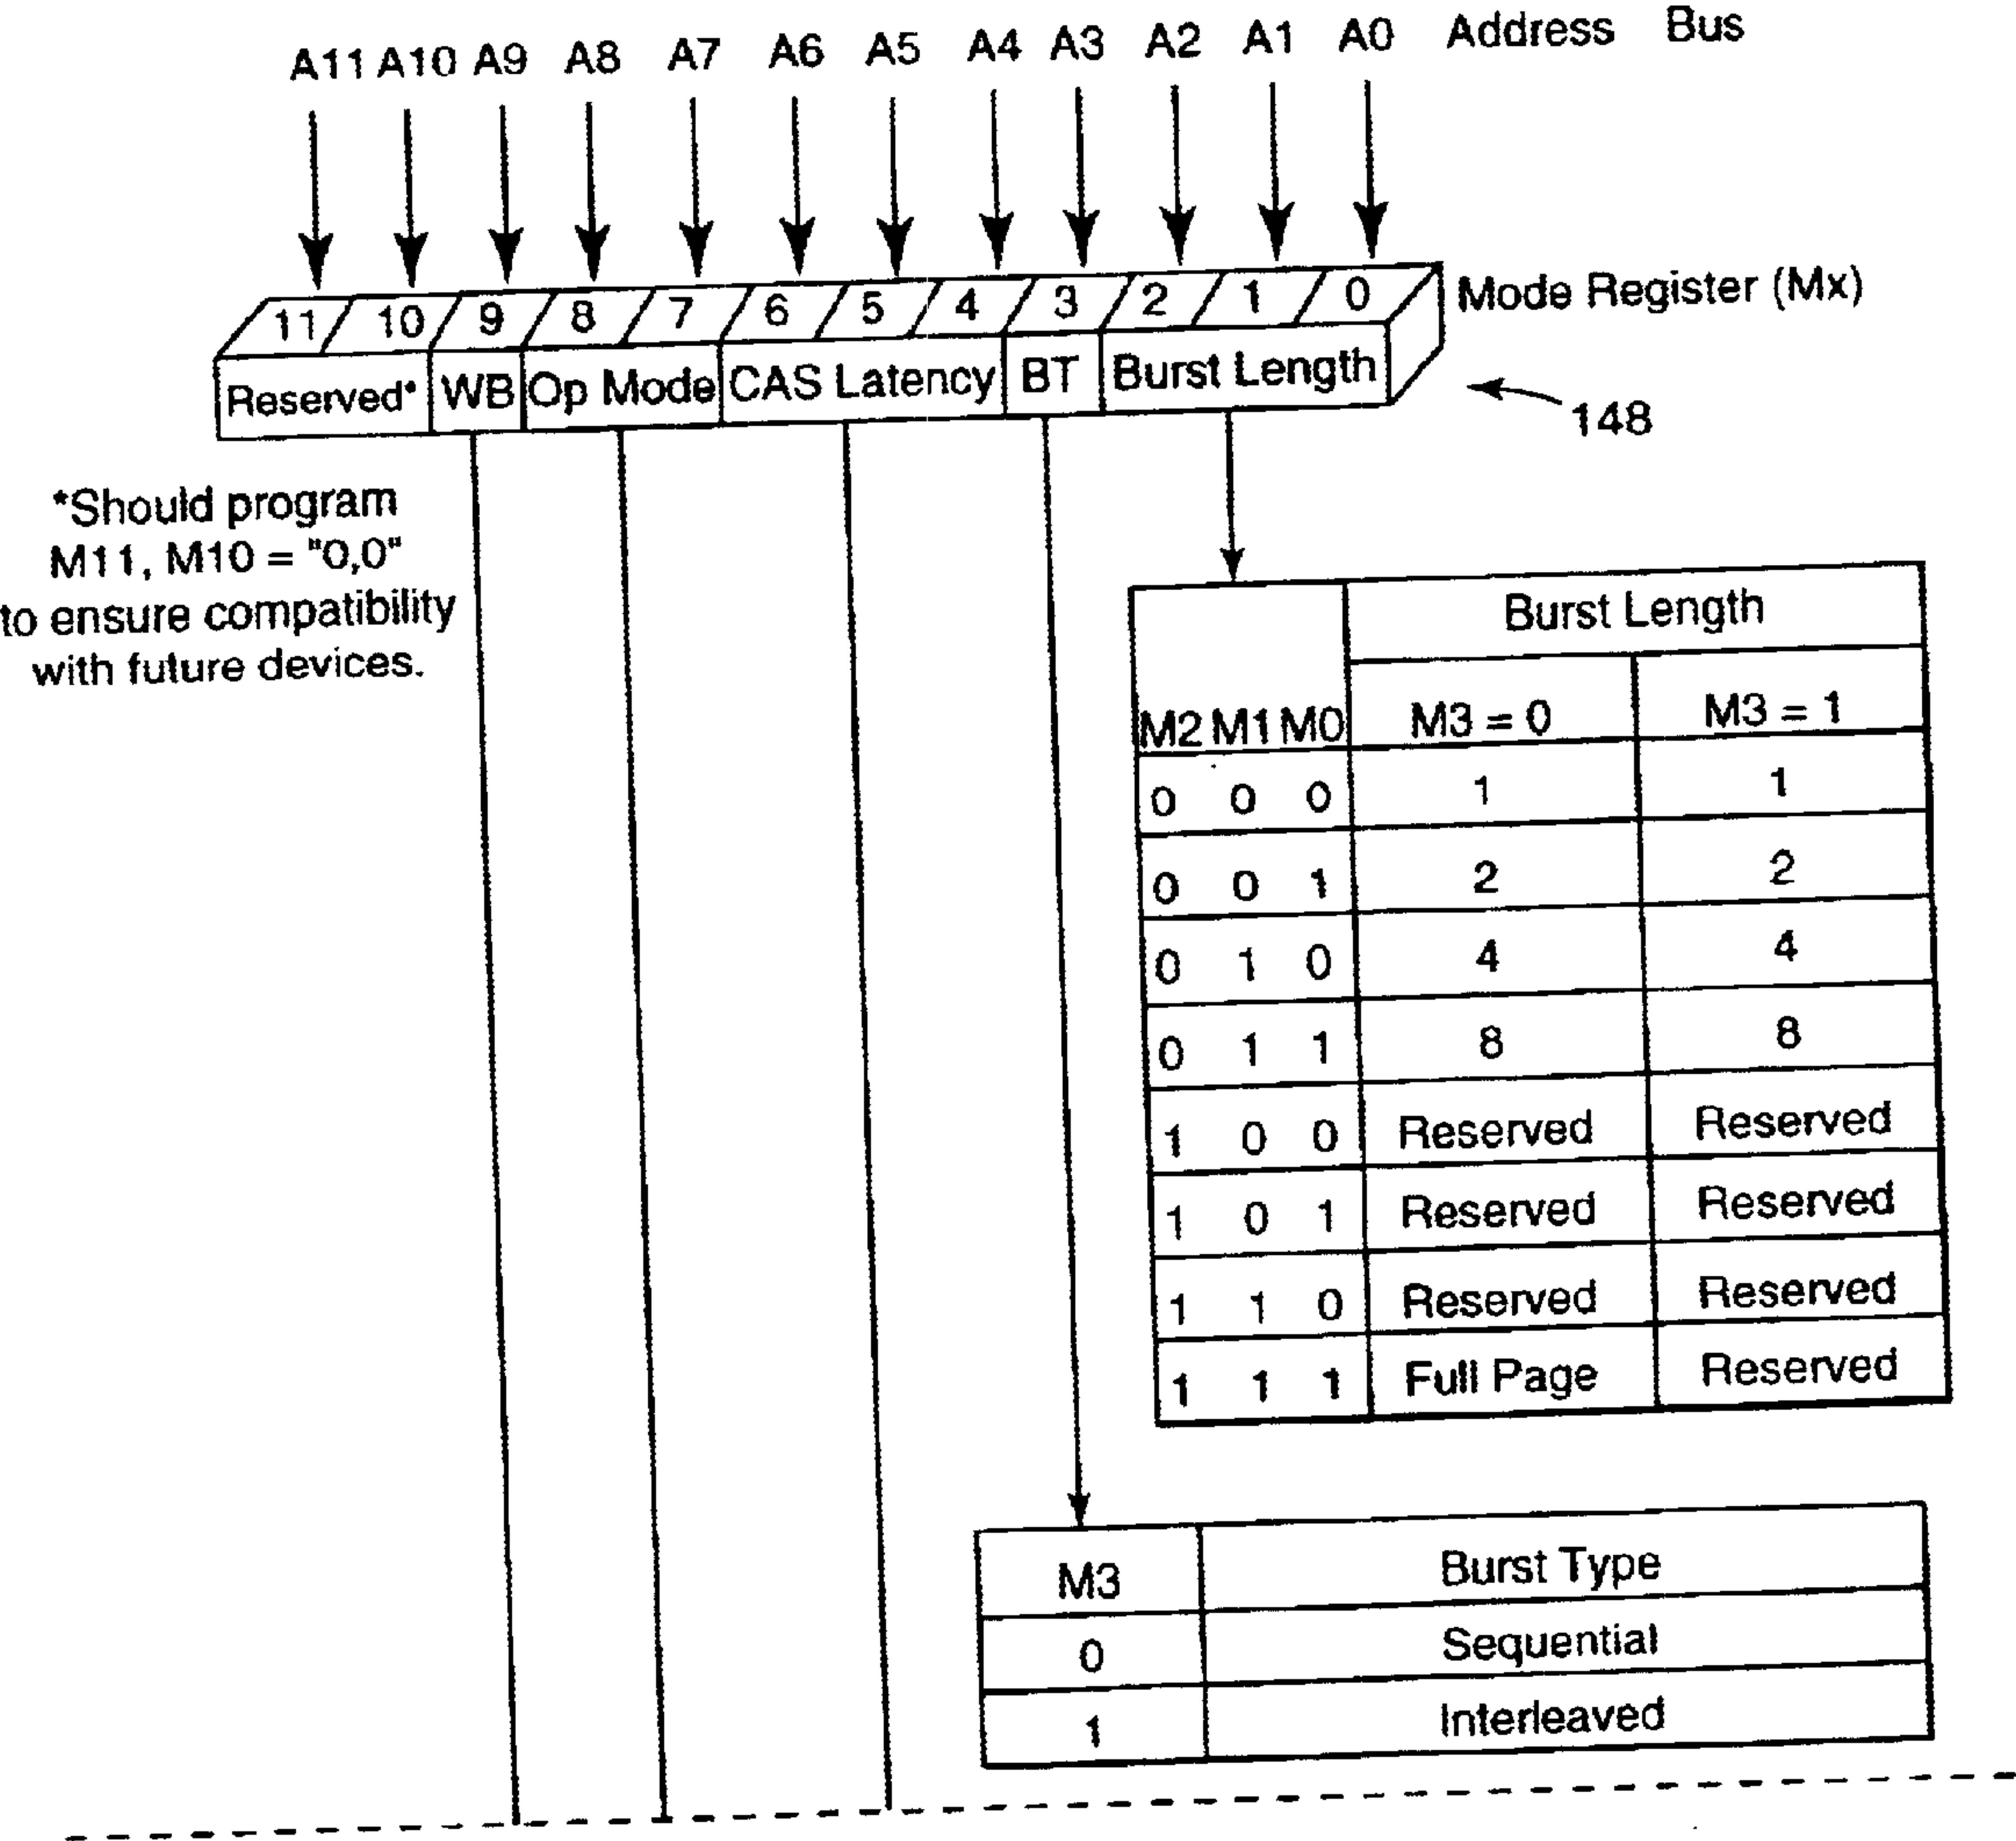 A11 A10 A9 A8 A7 A6 A5 A4 A3 A2 A1 A0 Address Bus
11 10 9 8 7 6 5 4 3 2 1 0 Mode Register (Mx)
Reserved* WB Op Mode CAS Latency BT Burst Length
148
*Should program
M11, M10 = "0,0"
to ensure compatibility
with future devices.
Burst Length
M2 M1 M0 M3 = 0 M3 = 1
0 0 0 1 1
0 0 1 2 2
0 1 0 4 4
0 1 1 8 8
1 0 0 Reserved Reserved
1 0 1 Reserved Reserved
1 1 0 Reserved Reserved
1 1 1 Full Page Reserved
M3 Burst Type
0 Sequential
1 Interleaved